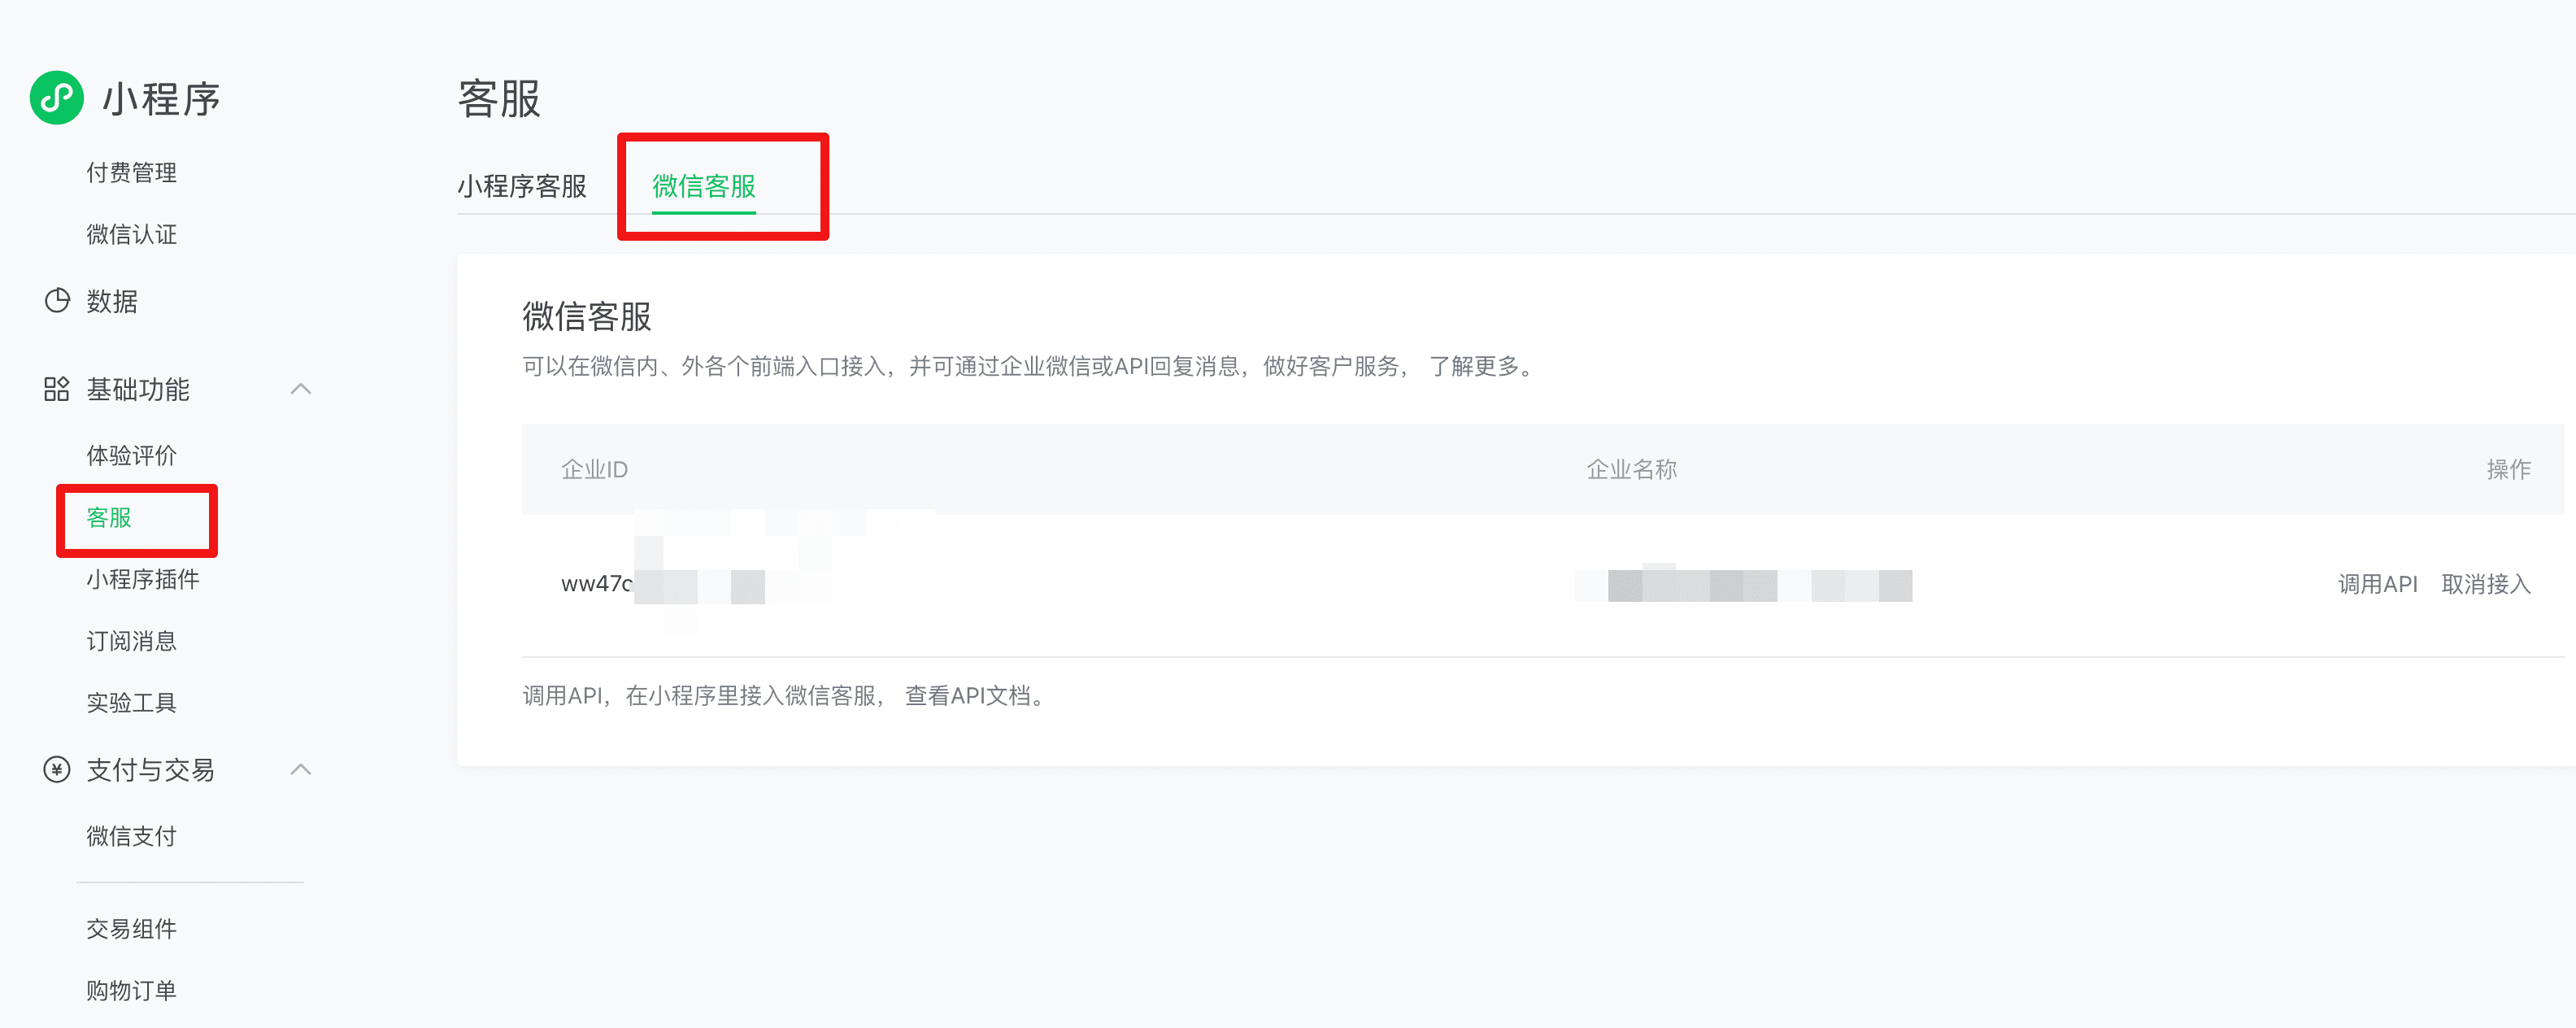 小程序
付费管理
微信认证
数据
基础功能
体验评价
客服
小程序插件
订阅消息
实验工具
支付与交易
微信支付
交易组件
购物订单
客服
小程序客服 微信客服
微信客服
可以在微信内、外各个前端入口接入，并可通过企业微信或API回复消息，做好客户服务， 了解更多。
企业ID 企业名称 操作
ww47c 调用API 取消接入
调用API，在小程序里接入微信客服， 查看API文档。